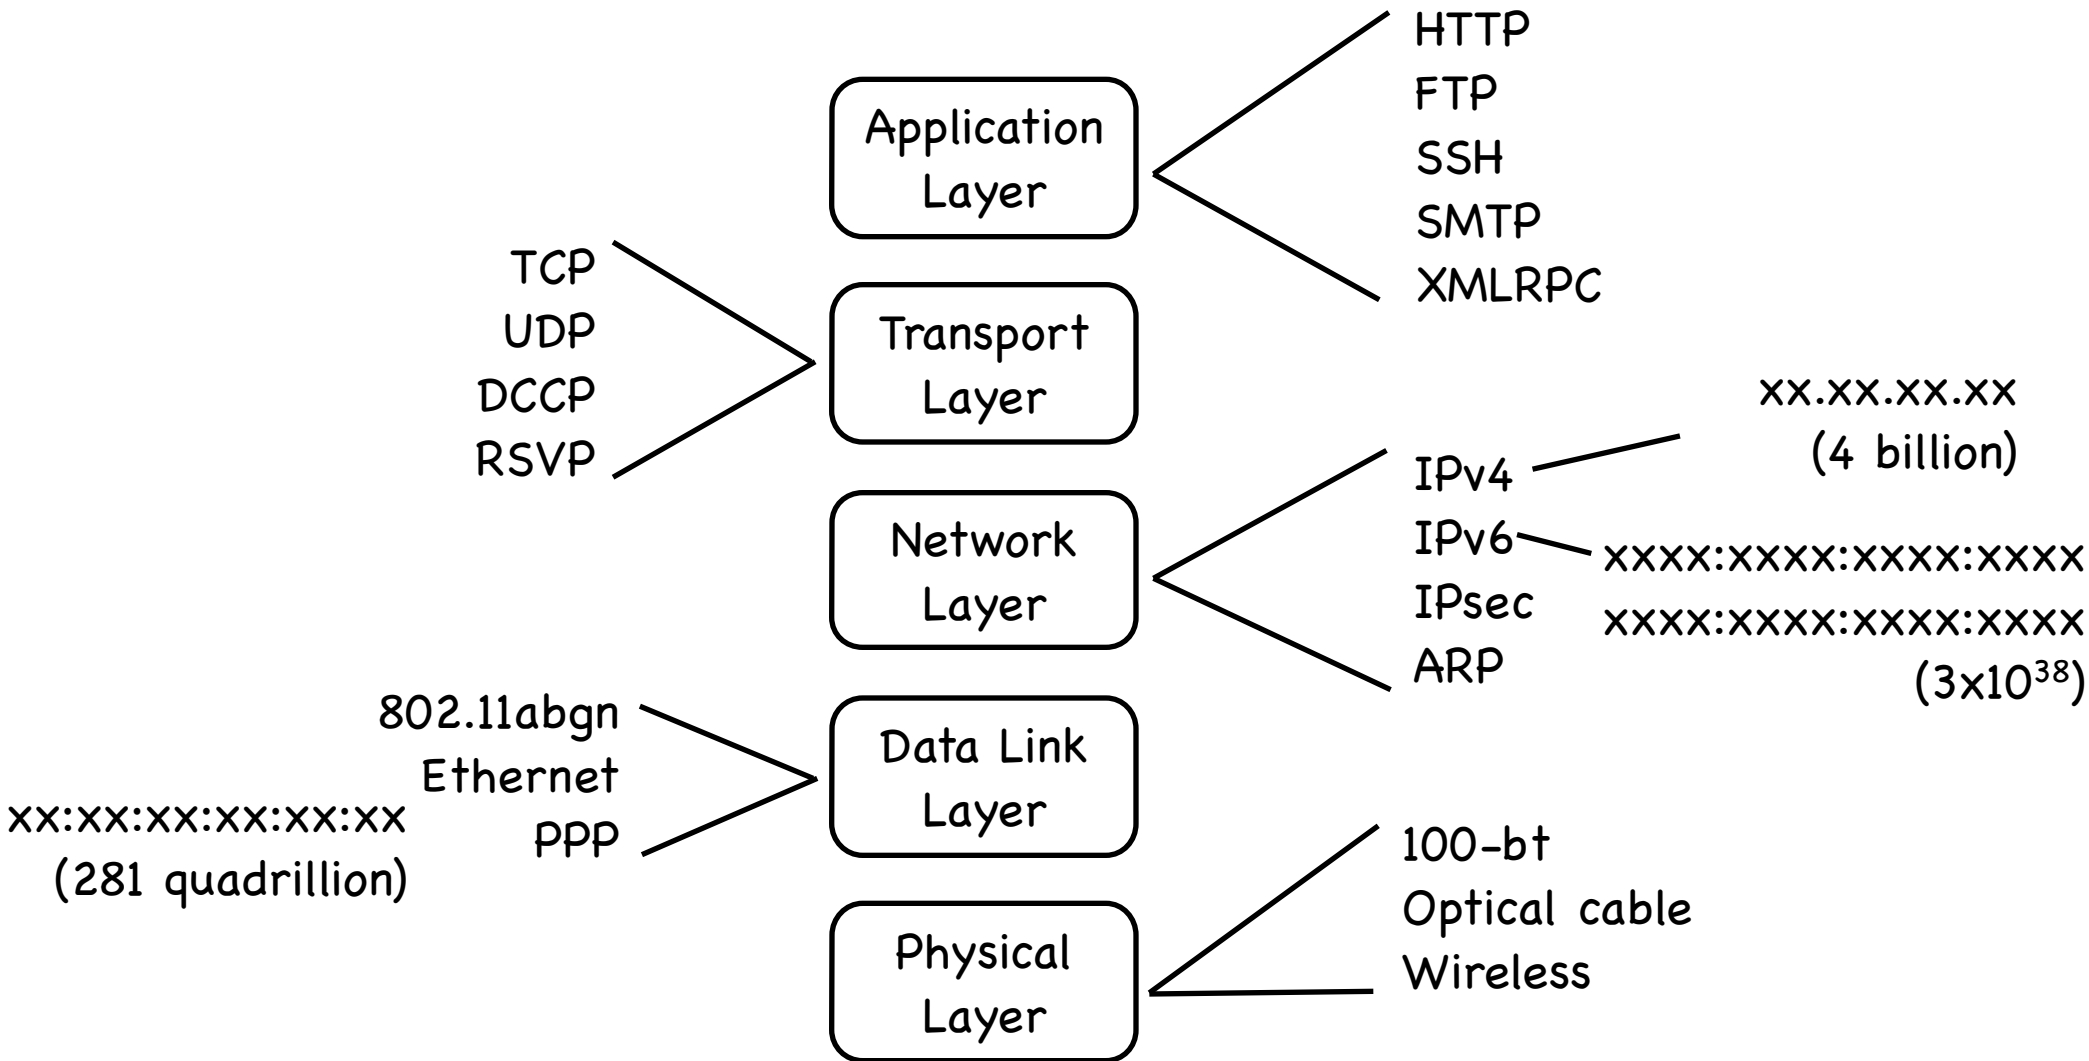 Application
Layer
HTTP
FTP
SSH
SMTP
XMLRPC
TCP
UDP
DCCP
RSVP
Transport
Layer
Network
Layer
IPv4
IPv6
IPsec
ARP
xx.xx.xx.xx
(4 billion)
xxxx:xxxx:xxxx:xxxx
xxxx:xxxx:xxxx:xxxx
(3x10³⁸)
802.11abgn
Ethernet
PPP
xx:xx:xx:xx:xx:xx
(281 quadrillion)
Data Link
Layer
Physical
Layer
100-bt
Optical cable
Wireless